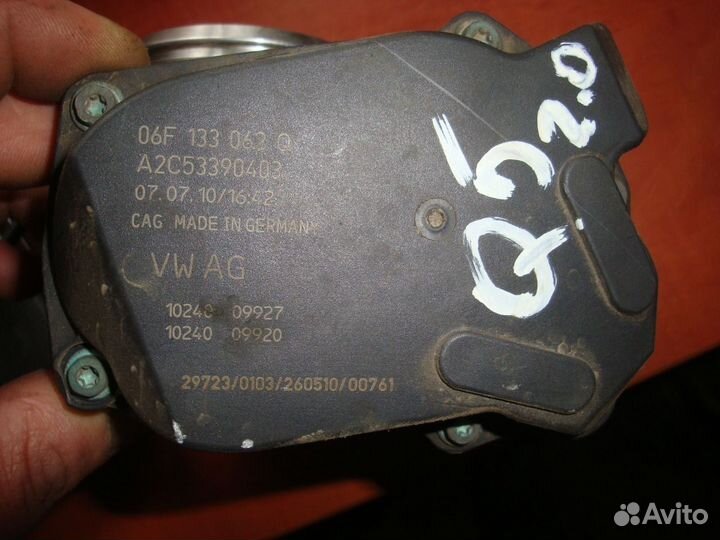 06F 133 063 Q
A2C53390403
07.07.10/16:42
CAG MADE IN GERMANY
VW AG
10240 09927
10240 09920
29723/0103/260510/00761
Q5 2.0
Avito